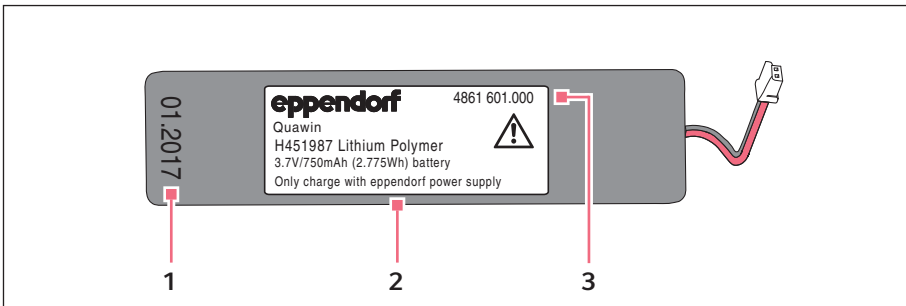 01.2017
eppendorf
4861 601.000
Quawin
H451987 Lithium Polymer
3.7V/750mAh (2.775Wh) battery
Only charge with eppendorf power supply
1
2
3